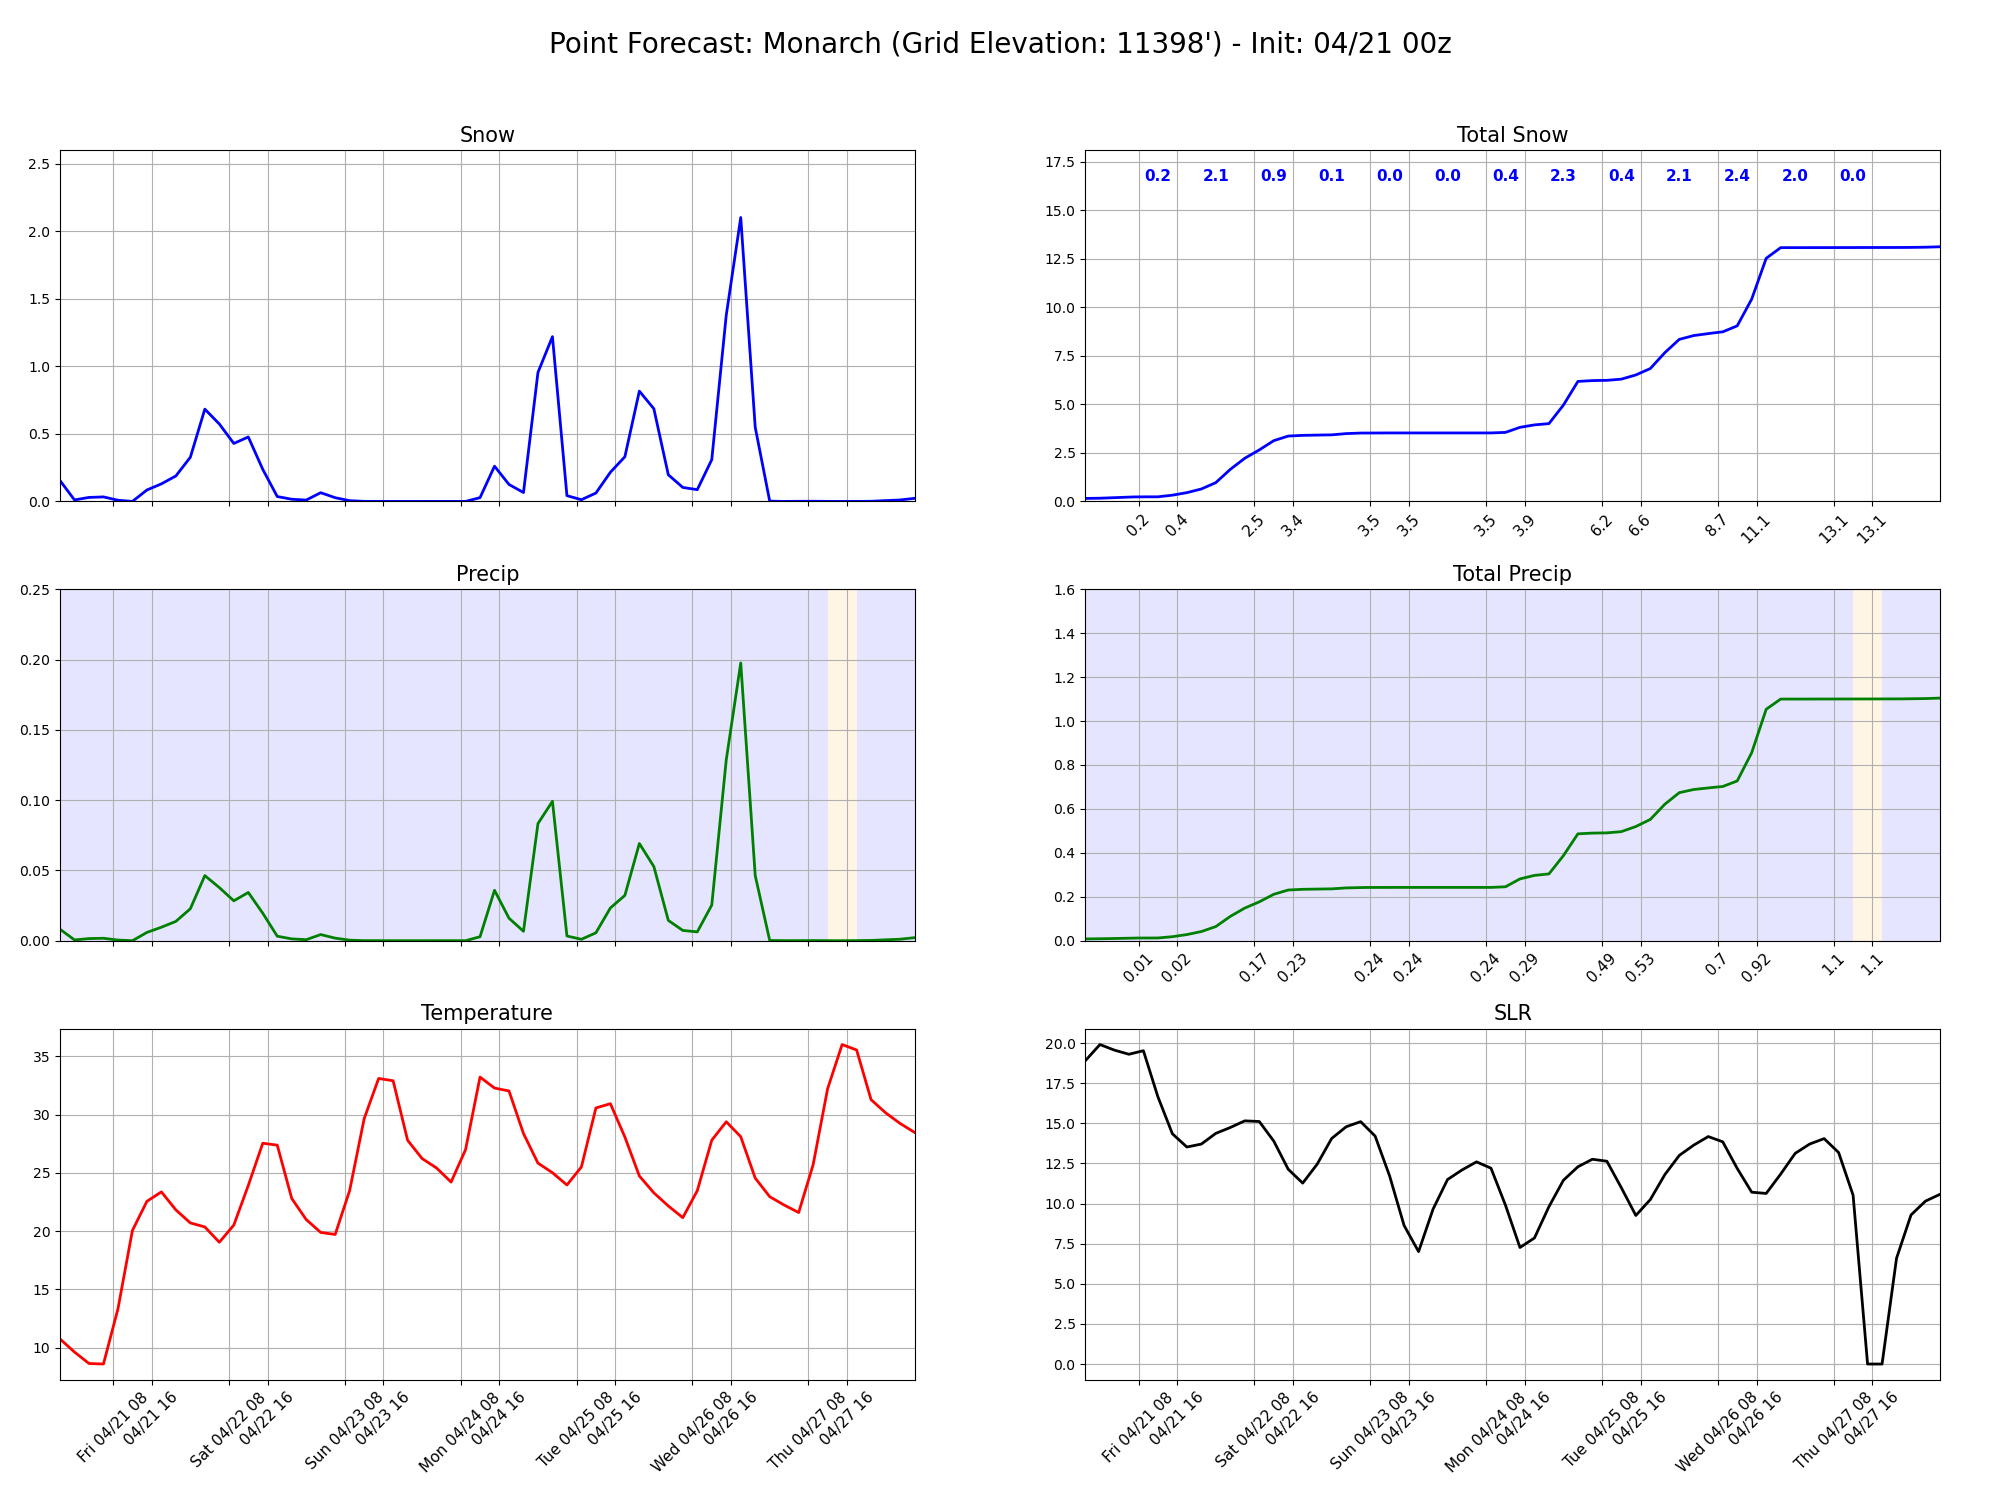 Point Forecast: Monarch (Grid Elevation: 11398') - Init: 04/21 00z
Snow
2.5
2.0
1.5
1.0
0.5
0.0
Total Snow
17.5
15.0
12.5
10.0
7.5
5.0
2.5
0.0
0.2 2.1 0.9 0.1 0.0 0.0 0.4 2.3 0.4 2.1 2.4 2.0 0.0
0.2 0.4 2.5 3.4 3.5 3.5 3.5 3.9 6.2 6.6 8.7 11.1 13.1 13.1
Precip
0.25
0.20
0.15
0.10
0.05
0.00
Total Precip
1.6
1.4
1.2
1.0
0.8
0.6
0.4
0.2
0.0
0.01 0.02 0.17 0.23 0.24 0.24 0.24 0.29 0.49 0.53 0.7 0.92 1.1 1.1
Temperature
35
30
25
20
15
10
Fri 04/21 08
04/21 16
Sat 04/22 08
04/22 16
Sun 04/23 08
04/23 16
Mon 04/24 08
04/24 16
Tue 04/25 08
04/25 16
Wed 04/26 08
04/26 16
Thu 04/27 08
04/27 16
SLR
20.0
17.5
15.0
12.5
10.0
7.5
5.0
2.5
0.0
Fri 04/21 08
04/21 16
Sat 04/22 08
04/22 16
Sun 04/23 08
04/23 16
Mon 04/24 08
04/24 16
Tue 04/25 08
04/25 16
Wed 04/26 08
04/26 16
Thu 04/27 08
04/27 16